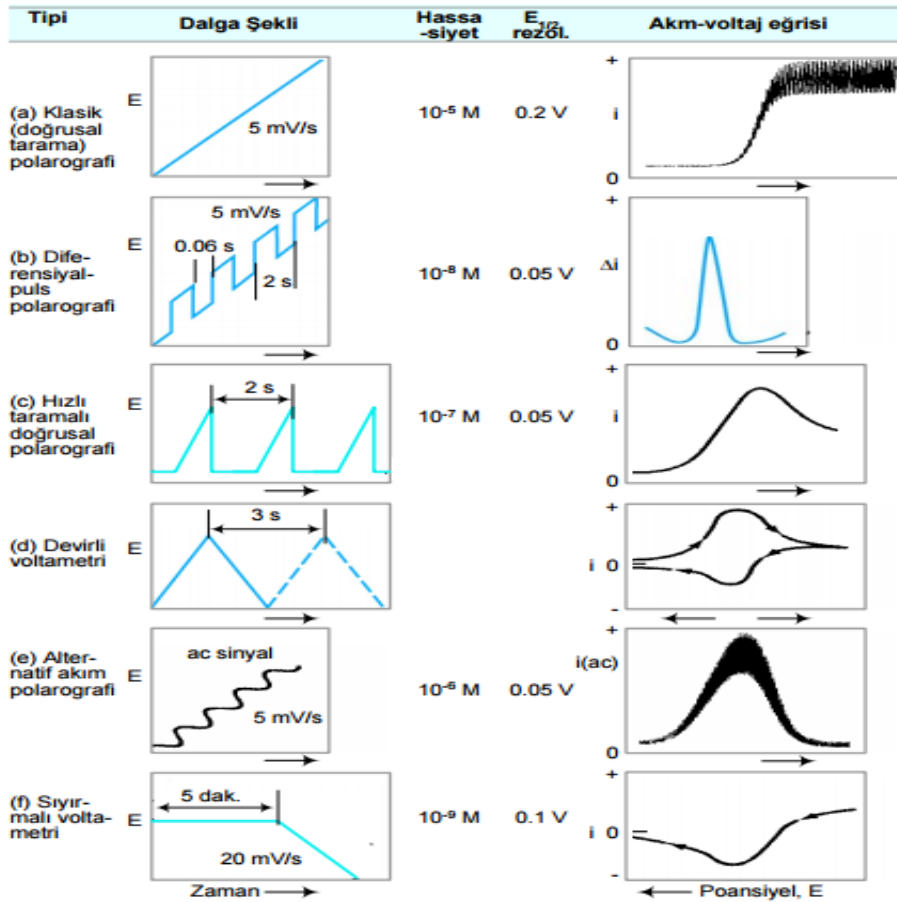 Tipi Dalga Şekli Hassa -siyet E1/2 rezol. Akm-voltaj eğrisi
(a) Klasik
(doğrusal
tarama)
polarografi
E
5 mV/s
10-5 M
0.2 V
+
i
0
(b) Dife-
rensiyal-
puls
polarografi
E
5 mV/s
0.06 s
2 s
10-8 M
0.05 V
+
Δi
0
(c) Hızlı
taramalı
doğrusal
polarografi
E
2 s
10-7 M
0.05 V
+
i
0
(d) Devirli
voltametri
E
3 s
+
i 0
-
(e) Alter-
natif akım
polarografi
E
ac sinyal
5 mV/s
10-6 M
0.05 V
+
i(ac)
0
(f) Sıyır-
malı volta-
metri
E
5 dak.
20 mV/s
10-9 M
0.1 V
+
i 0
-
Zaman
Poansiyel, E